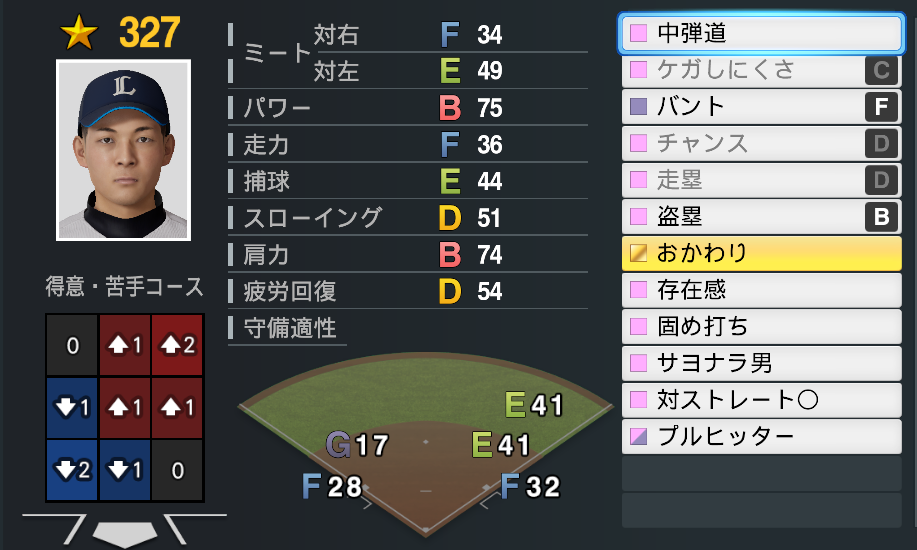 327
L
ミート
対右 F 34
対左 E 49
パワー B 75
走力 F 36
捕球 E 44
スローイング D 51
肩力 B 74
疲労回復 D 54
守備適性
E 41
G 17
E 41
F 28
F 32
得意・苦手コース
0 1 2
1 1 1
2 1 0
中弾道
ケガしにくさ C
バント F
チャンス D
走塁 D
盗塁 B
おかわり
存在感
固め打ち
サヨナラ男
対ストレート○
プルヒッター